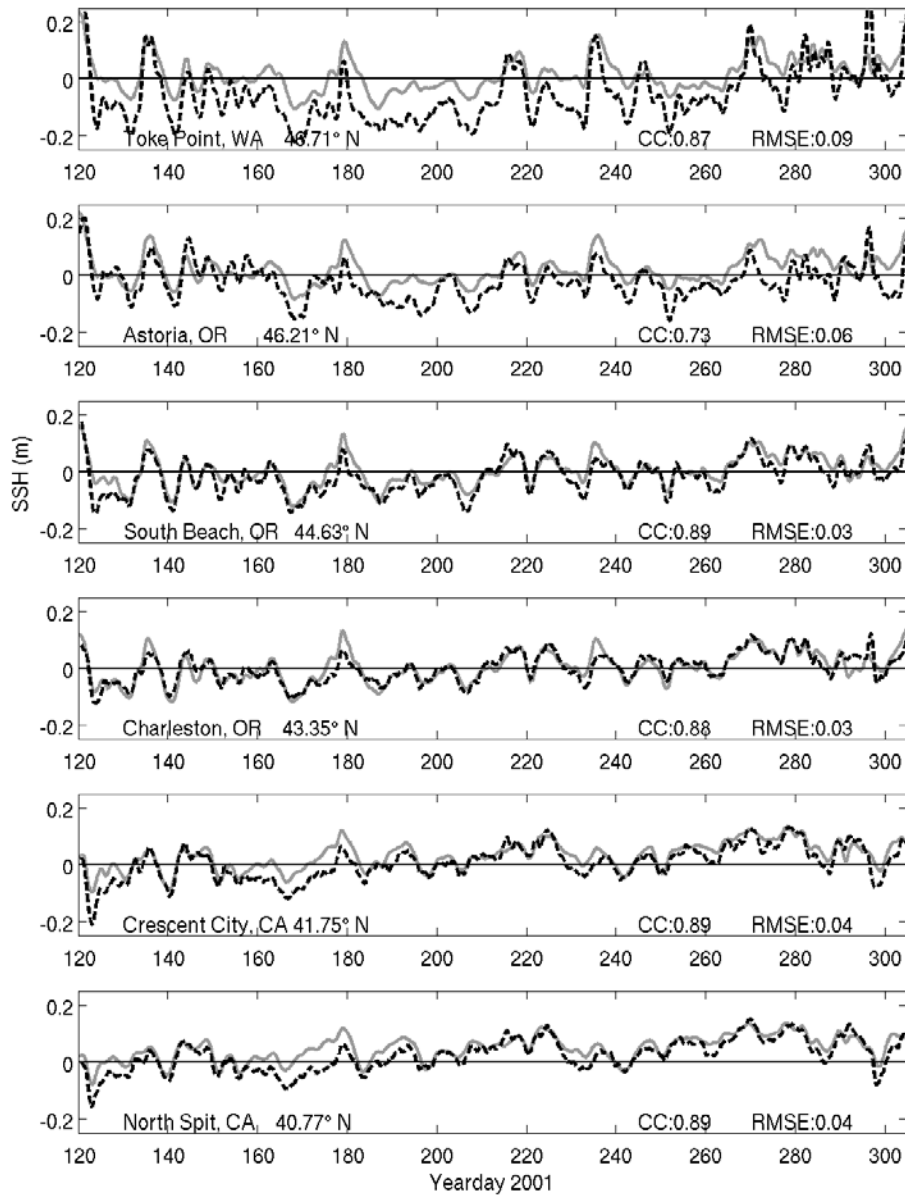 0.2
0
-0.2
Toke Point, WA 46.71° N CC:0.87 RMSE:0.09
120 140 160 180 200 220 240 260 280 300
0.2
0
-0.2
Astoria, OR 46.21° N CC:0.73 RMSE:0.06
120 140 160 180 200 220 240 260 280 300
SSH (m)
0.2
0
-0.2
South Beach, OR 44.63° N CC:0.89 RMSE:0.03
120 140 160 180 200 220 240 260 280 300
0.2
0
-0.2
Charleston, OR 43.35° N CC:0.88 RMSE:0.03
120 140 160 180 200 220 240 260 280 300
0.2
0
-0.2
Crescent City, CA 41.75° N CC:0.89 RMSE:0.04
120 140 160 180 200 220 240 260 280 300
0.2
0
-0.2
North Spit, CA 40.77° N CC:0.89 RMSE:0.04
120 140 160 180 200 220 240 260 280 300
Yearday 2001